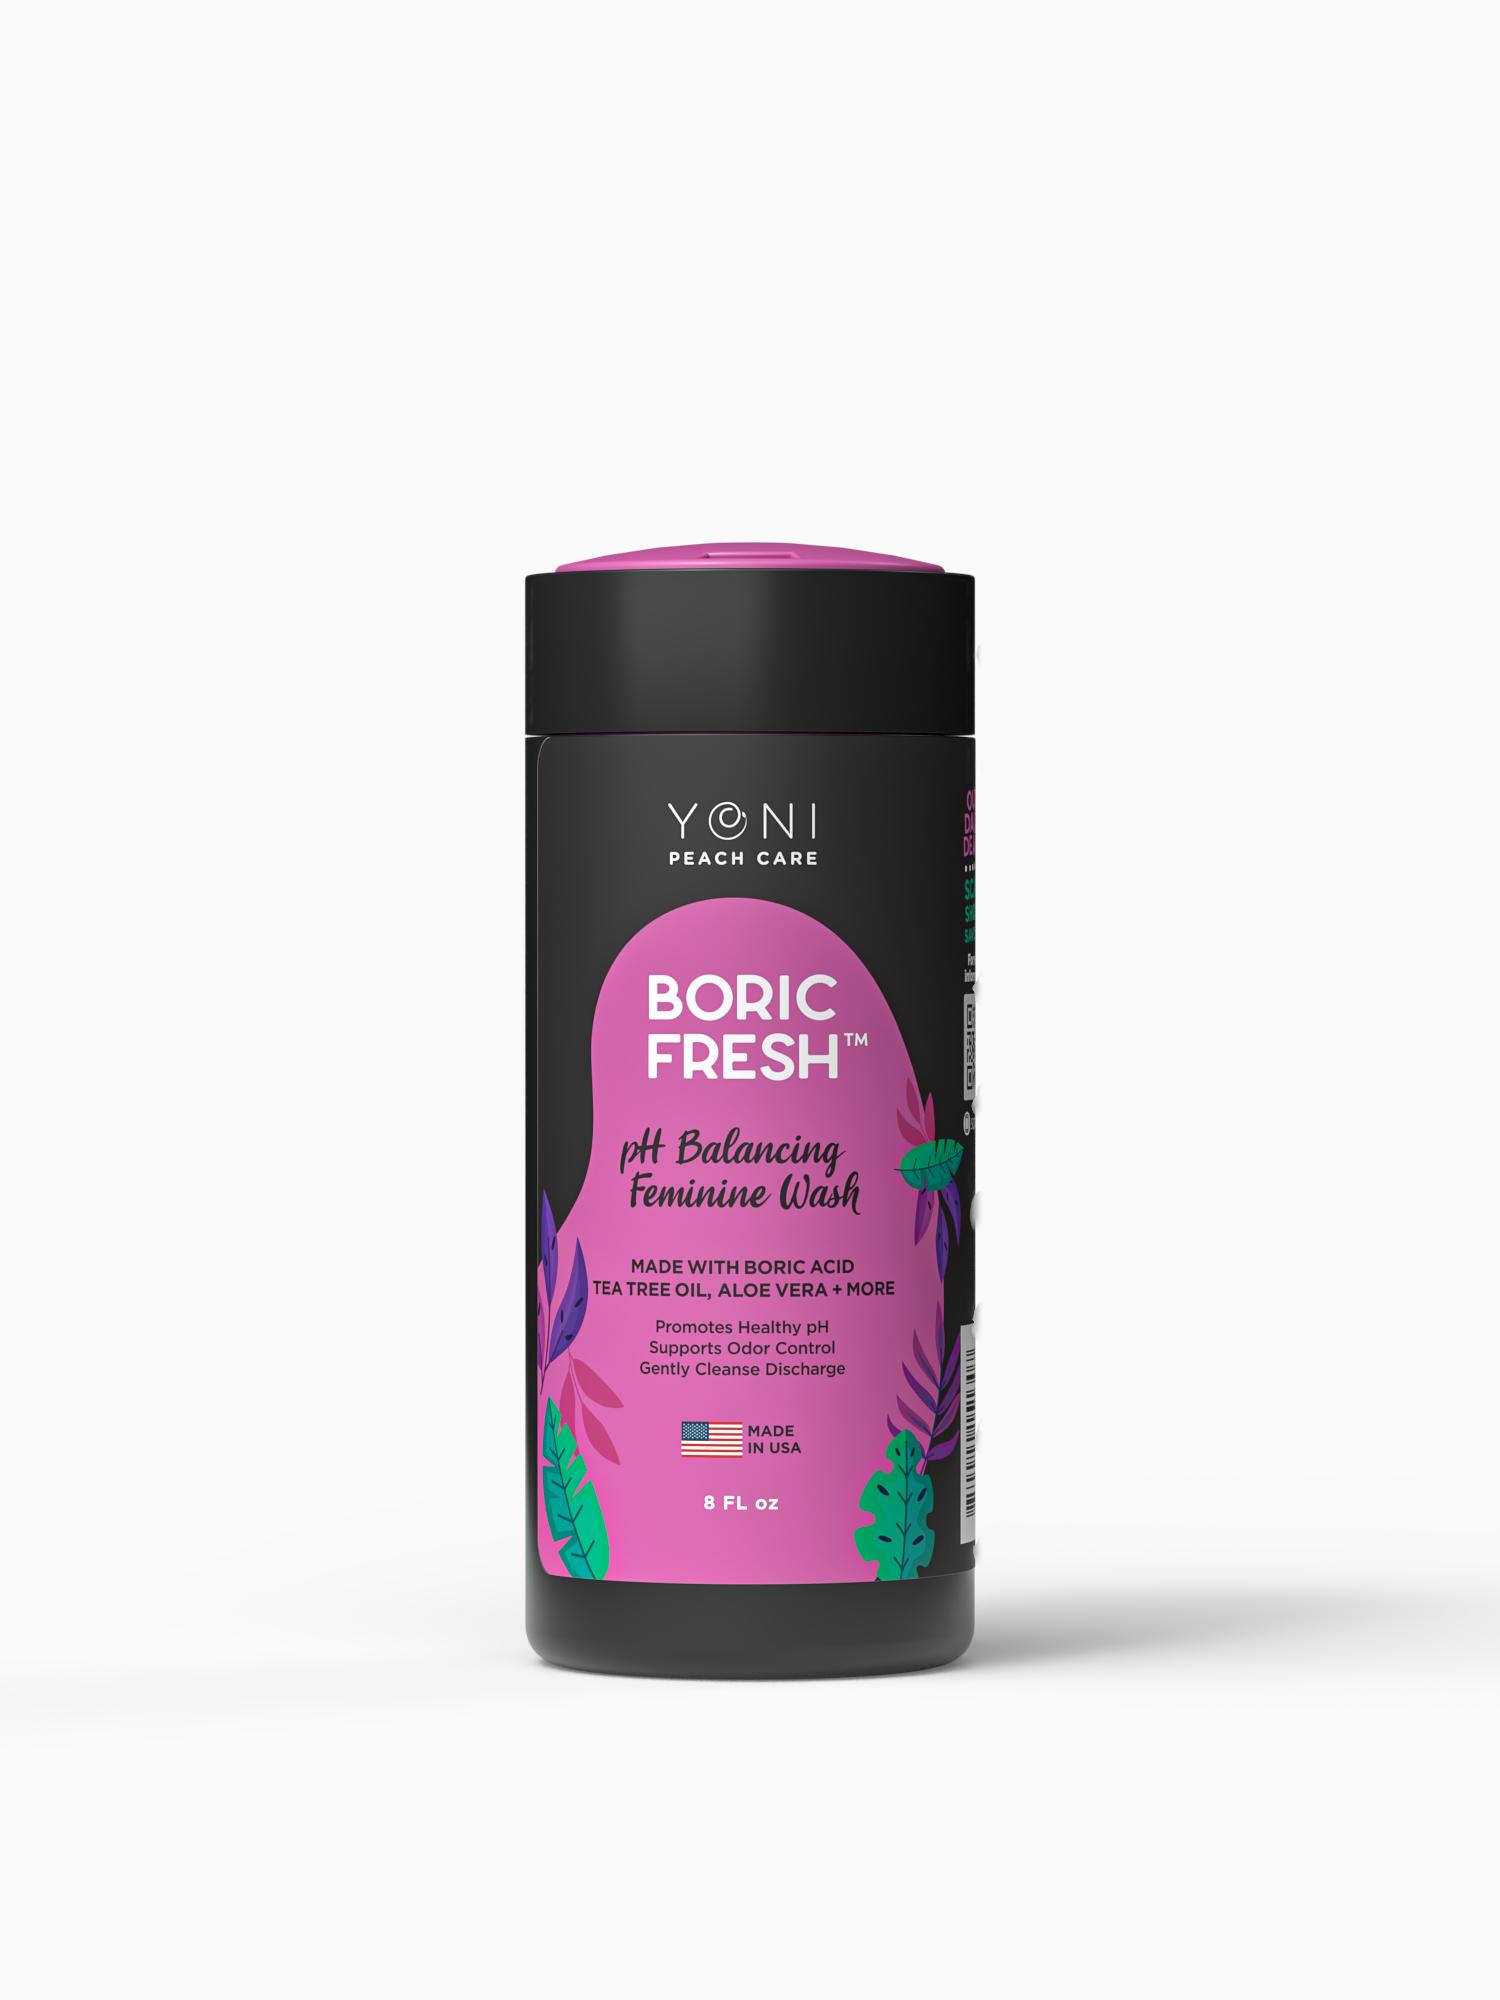 YONI
PEACH CARE
BORIC
FRESH™
pH Balancing
Feminine Wash
MADE WITH BORIC ACID
TEA TREE OIL, ALOE VERA + MORE
Promotes Healthy pH
Supports Odor Control
Gently Cleanse Discharge
MADE
IN USA
8 FL oz